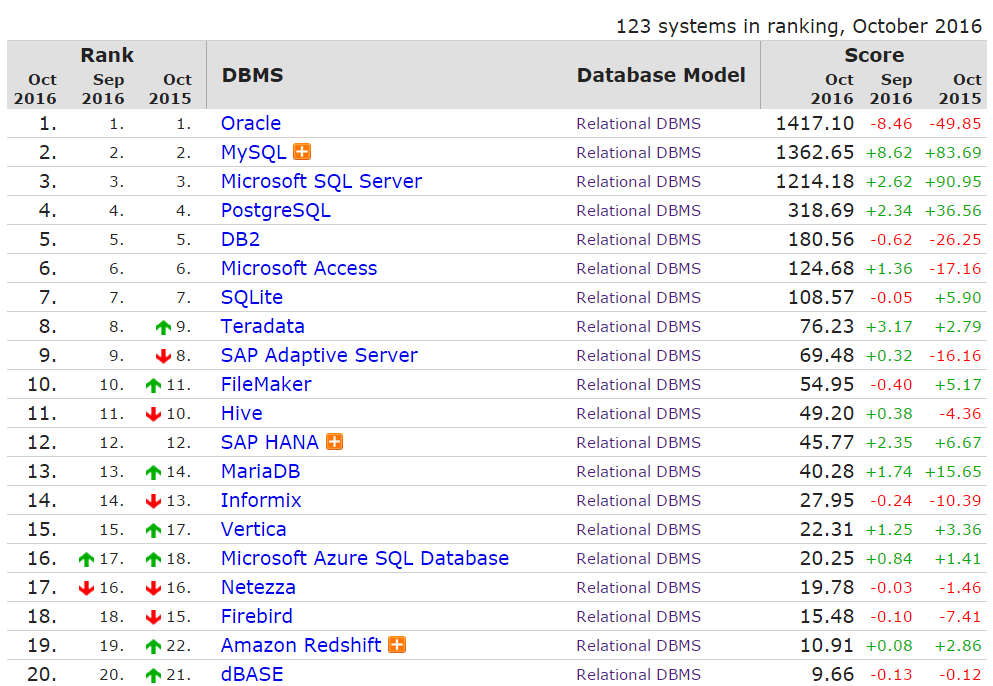 123 systems in ranking, October 2016
Rank DBMS Database Model Score
Oct 2016 Sep 2016 Oct 2015 Oct 2016 Sep 2016 Oct 2015
1. 1. 1. Oracle Relational DBMS 1417.10 -8.46 -49.85
2. 2. 2. MySQL Relational DBMS 1362.65 +8.62 +83.69
3. 3. 3. Microsoft SQL Server Relational DBMS 1214.18 +2.62 +90.95
4. 4. 4. PostgreSQL Relational DBMS 318.69 +2.34 +36.56
5. 5. 5. DB2 Relational DBMS 180.56 -0.62 -26.25
6. 6. 6. Microsoft Access Relational DBMS 124.68 +1.36 -17.16
7. 7. 7. SQLite Relational DBMS 108.57 -0.05 +5.90
8. 8. 9. Teradata Relational DBMS 76.23 +3.17 +2.79
9. 9. 8. SAP Adaptive Server Relational DBMS 69.48 +0.32 -16.16
10. 10. 11. FileMaker Relational DBMS 54.95 -0.40 +5.17
11. 11. 10. Hive Relational DBMS 49.20 +0.38 -4.36
12. 12. 12. SAP HANA Relational DBMS 45.77 +2.35 +6.67
13. 13. 14. MariaDB Relational DBMS 40.28 +1.74 +15.65
14. 14. 13. Informix Relational DBMS 27.95 -0.24 -10.39
15. 15. 17. Vertica Relational DBMS 22.31 +1.25 +3.36
16. 17. 18. Microsoft Azure SQL Database Relational DBMS 20.25 +0.84 +1.41
17. 16. 16. Netezza Relational DBMS 19.78 -0.03 -1.46
18. 18. 15. Firebird Relational DBMS 15.48 -0.10 -7.41
19. 19. 22. Amazon Redshift Relational DBMS 10.91 +0.08 +2.86
20. 20. 21. dBASE Relational DBMS 9.66 -0.13 -0.12